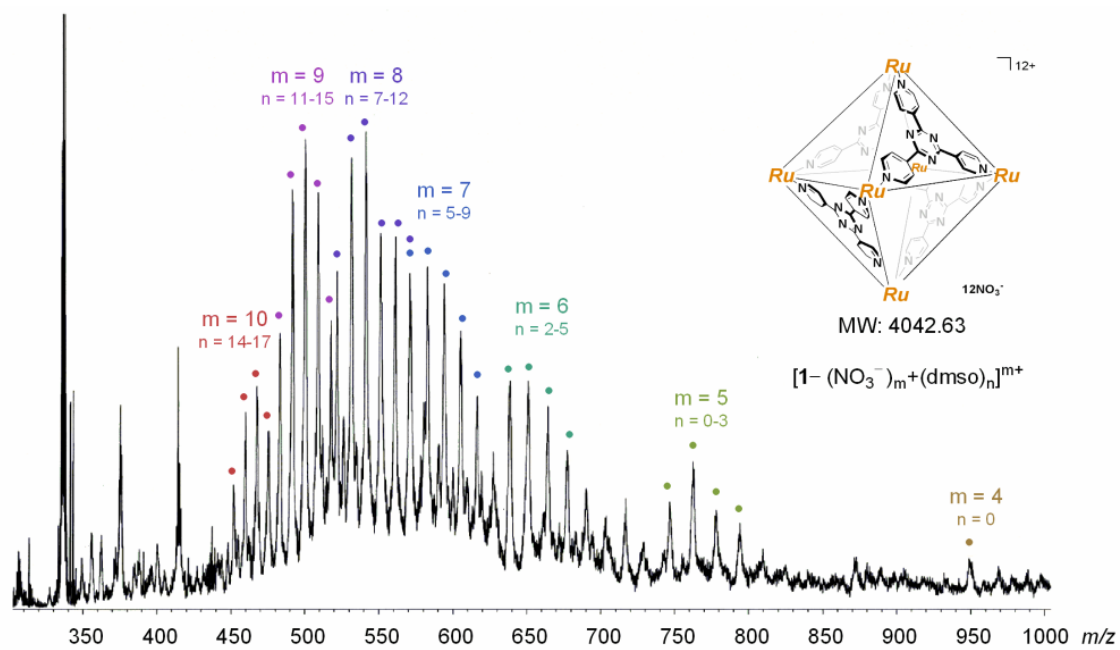 m = 9
n = 11-15
m = 8
n = 7-12
m = 7
n = 5-9
m = 10
n = 14-17
m = 6
n = 2-5
m = 5
n = 0-3
m = 4
n = 0
Ru
12+
N N N N N N
Ru Ru Ru Ru
N N N N N N
Ru
12NO₃⁻
MW: 4042.63
[1– (NO₃⁻)ₘ+(dmso)ₙ]ᵐ⁺
350 400 450 500 550 600 650 700 750 800 850 900 950 1000 m/z